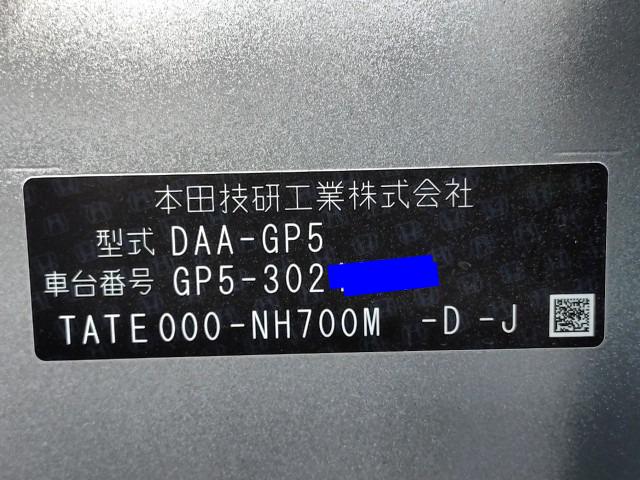 本田技研工業株式会社
型式 DAA-GP5
車台番号 GP5-302
TATE000-NH700M -D -J